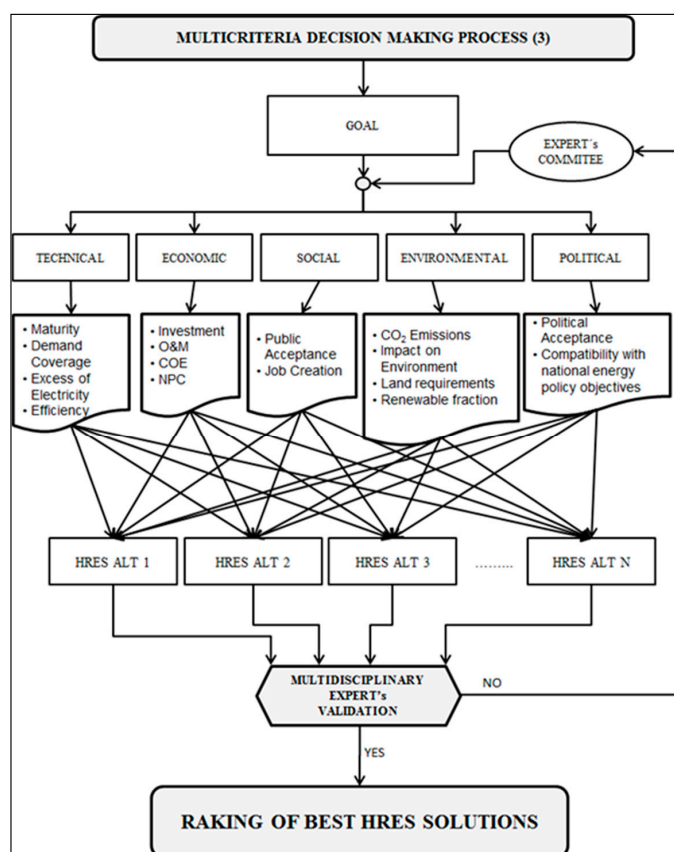 MULTICRITERIA DECISION MAKING PROCESS (3)
GOAL
EXPERT´s
COMMITEE
TECHNICAL
ECONOMIC
SOCIAL
ENVIRONMENTAL
POLITICAL
• Maturity
• Demand
Coverage
• Excess of
Electricity
• Efficiency
• Investment
• O&M
• COE
• NPC
• Public
Acceptance
• Job Creation
• CO₂ Emissions
• Impact on
Environment
• Land requirements
• Renewable fraction
• Political
Acceptance
• Compatibility with
national energy
policy objectives
HRES ALT 1
HRES ALT 2
HRES ALT 3
.........
HRES ALT N
MULTIDISCIPLINARY
EXPERT's
VALIDATION
NO
YES
RAKING OF BEST HRES SOLUTIONS